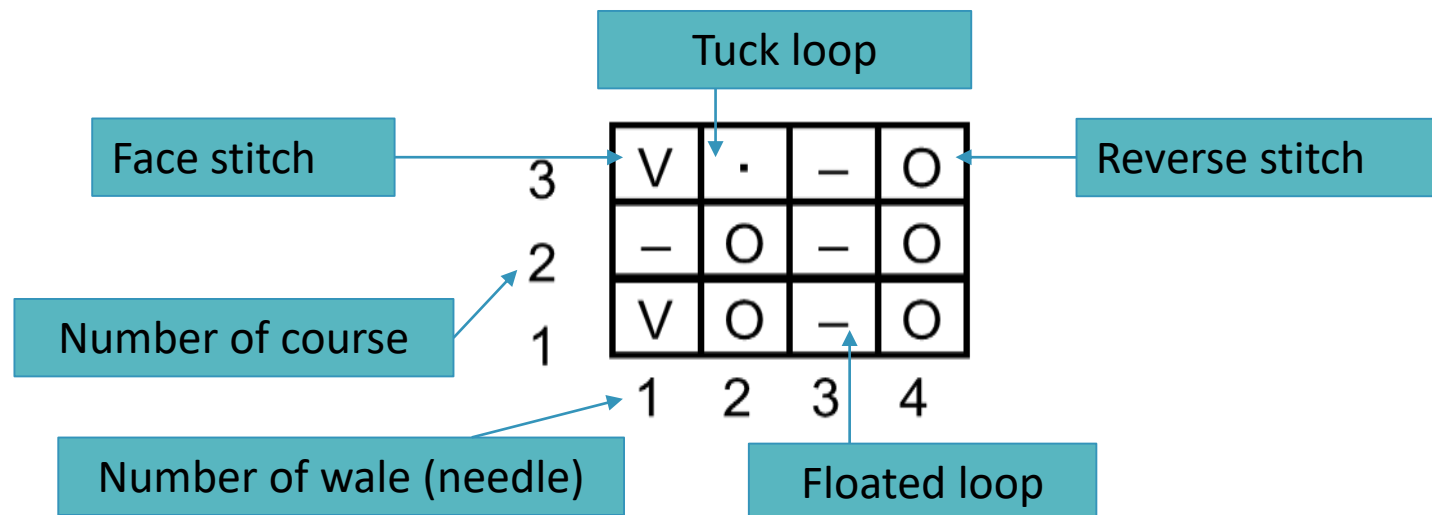 Tuck loop
Face stitch
Reverse stitch
3 V · – O
2 – O – O
1 V O – O
1 2 3 4
Number of course
Number of wale (needle)
Floated loop